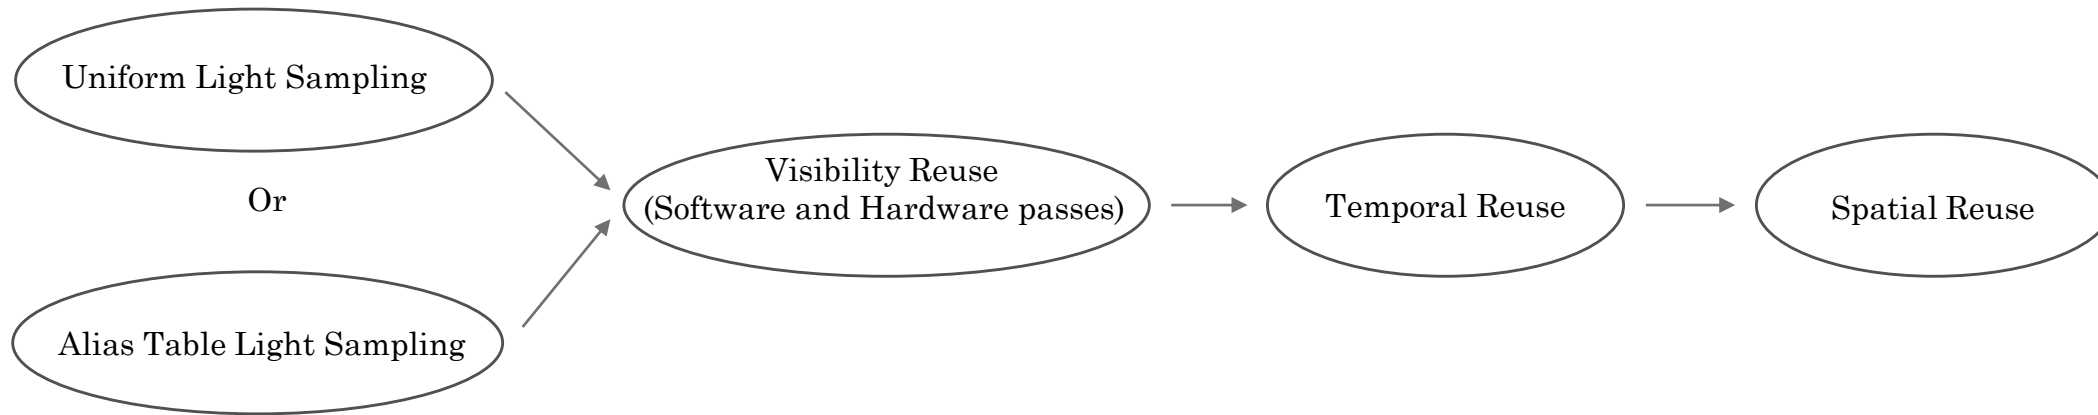 Uniform Light Sampling
Or
Alias Table Light Sampling
Visibility Reuse
(Software and Hardware passes)
Temporal Reuse
Spatial Reuse